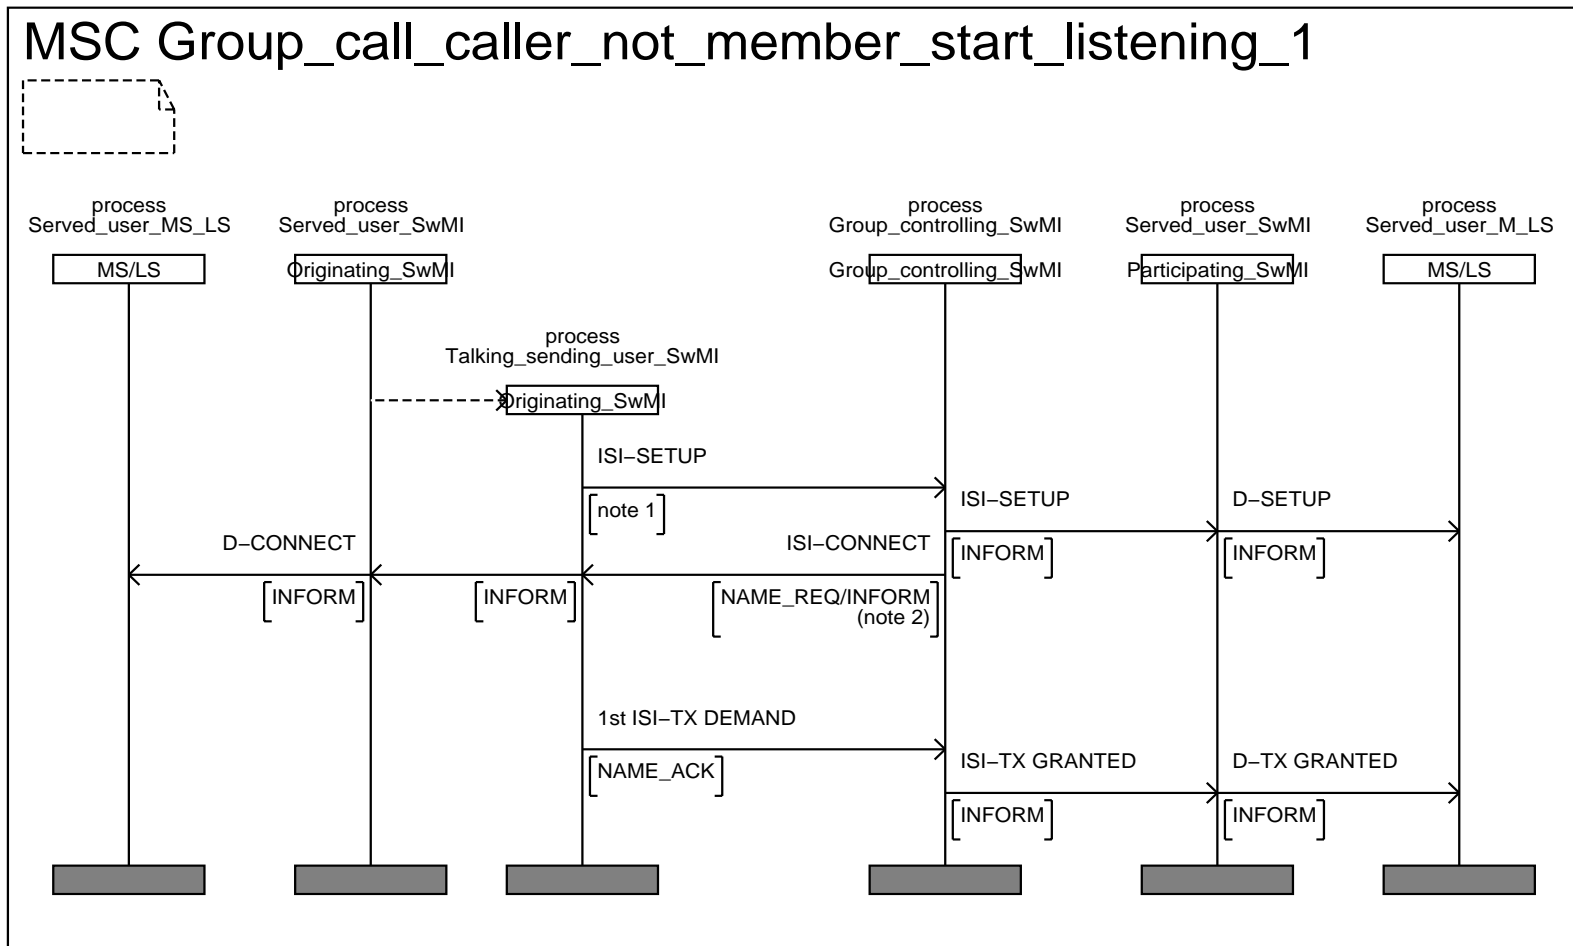 MSC Group_call_caller_not_member_start_listening_1
process
Served_user_MS_LS
process
Served_user_SwMI
process
Group_controlling_SwMI
process
Served_user_SwMI
process
Served_user_M_LS
MS/LS
Originating_SwMI
Group_controlling_SwMI
Participating_SwMI
MS/LS
process
Talking_sending_user_SwMI
Originating_SwMI
ISI−SETUP
note 1
ISI−SETUP
D−SETUP
INFORM
INFORM
D−CONNECT
ISI−CONNECT
INFORM
INFORM
NAME_REQ/INFORM
(note 2)
1st ISI−TX DEMAND
NAME_ACK
ISI−TX GRANTED
D−TX GRANTED
INFORM
INFORM